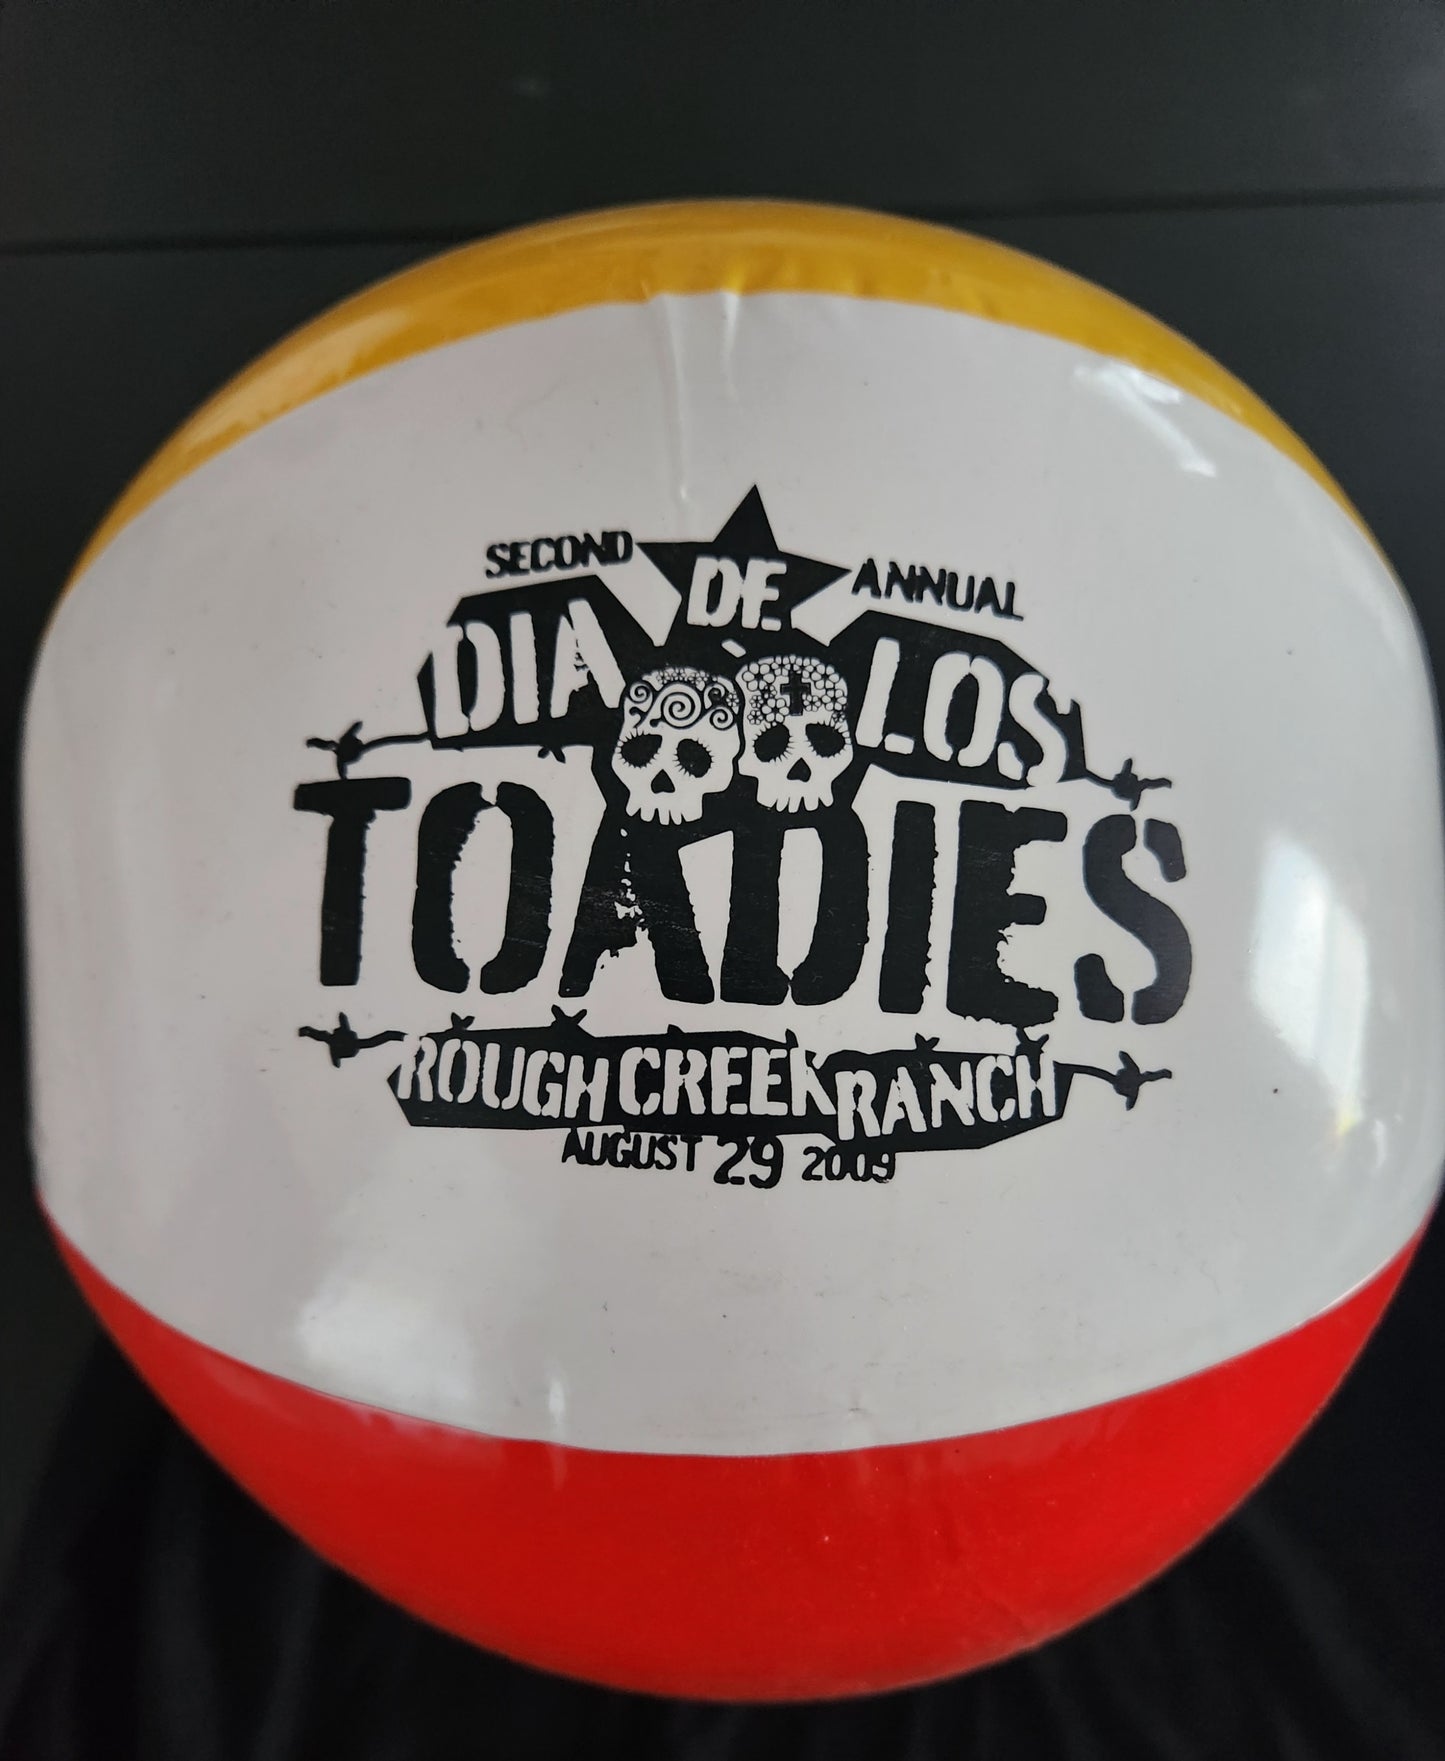 SECOND ANNUAL
DIA DE LOS
TOADIES
ROUGH CREEK RANCH
AUGUST 29 2009